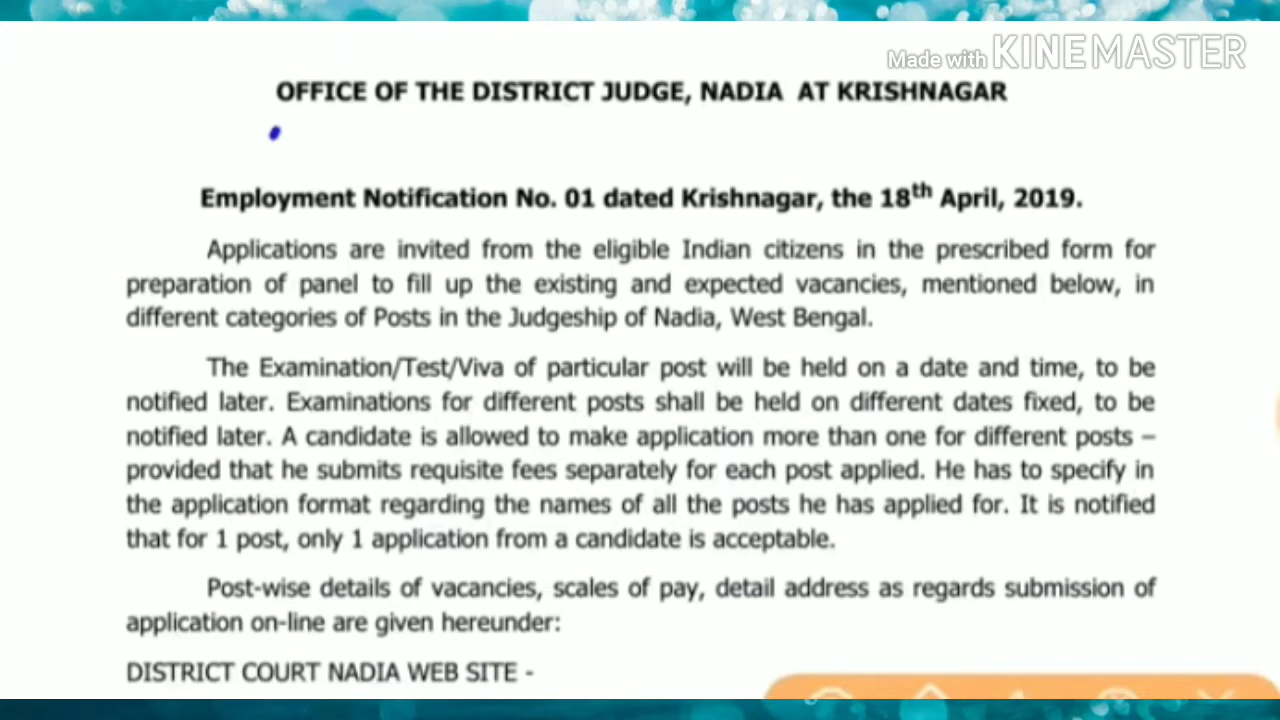 Made with KINEMASTER
OFFICE OF THE DISTRICT JUDGE, NADIA AT KRISHNAGAR
Employment Notification No. 01 dated Krishnagar, the 18th April, 2019.
Applications are invited from the eligible Indian citizens in the prescribed form for
preparation of panel to fill up the existing and expected vacancies, mentioned below, in
different categories of Posts in the Judgeship of Nadia, West Bengal.
The Examination/Test/Viva of particular post will be held on a date and time, to be
notified later. Examinations for different posts shall be held on different dates fixed, to be
notified later. A candidate is allowed to make application more than one for different posts –
provided that he submits requisite fees separately for each post applied. He has to specify in
the application format regarding the names of all the posts he has applied for. It is notified
that for 1 post, only 1 application from a candidate is acceptable.
Post-wise details of vacancies, scales of pay, detail address as regards submission of
application on-line are given hereunder:
DISTRICT COURT NADIA WEB SITE -